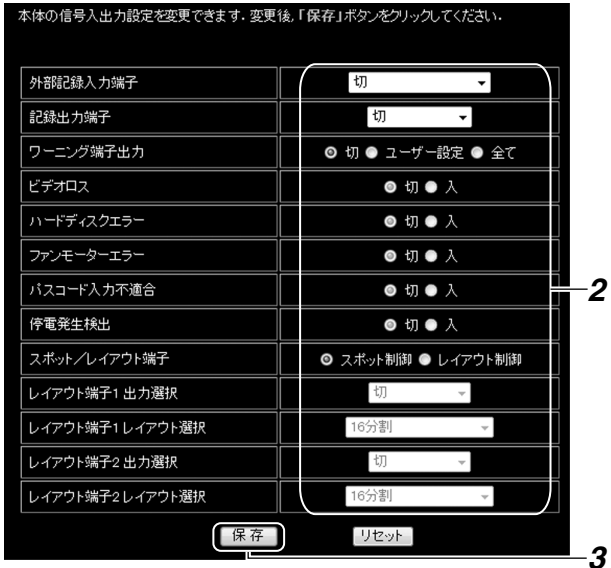 本体の信号入出力設定を変更できます. 変更後,「保存」ボタンをクリックしてください.
外部記録入力端子 切
記録出力端子 切
ワーニング端子出力 切 ユーザー設定 全て
ビデオロス 切 入
ハードディスクエラー 切 入
ファンモーターエラー 切 入
パスコード入力不適合 切 入
2
停電発生検出 切 入
スポット／レイアウト端子 スポット制御 レイアウト制御
レイアウト端子1 出力選択 切
レイアウト端子1 レイアウト選択 16分割
レイアウト端子2 出力選択 切
レイアウト端子2 レイアウト選択 16分割
保存 リセット
3